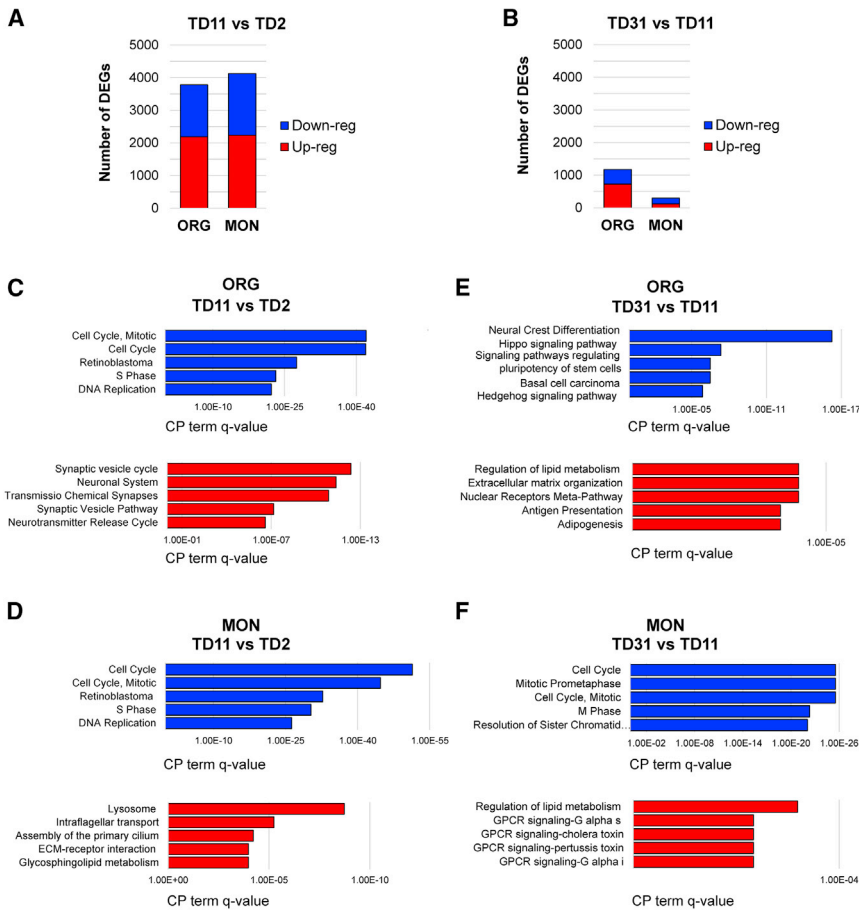 A
TD11 vs TD2
Number of DEGs
5000
4000
3000
2000
1000
0
ORG MON
Down-reg
Up-reg
B
TD31 vs TD11
Number of DEGs
5000
4000
3000
2000
1000
0
ORG MON
Down-reg
Up-reg
C
ORG
TD11 vs TD2
Cell Cycle, Mitotic
Cell Cycle
Retinoblastoma
S Phase
DNA Replication
1.00E-10 1.00E-25 1.00E-40
CP term q-value
Synaptic vesicle cycle
Neuronal System
Transmissio Chemical Synapses
Synaptic Vesicle Pathway
Neurotransmitter Release Cycle
1.00E-01 1.00E-07 1.00E-13
CP term q-value
E
ORG
TD31 vs TD11
Neural Crest Differentiation
Hippo signaling pathway
Signaling pathways regulating
pluripotency of stem cells
Basal cell carcinoma
Hedgehog signaling pathway
1.00E-05 1.00E-11 1.00E-17
CP term q-value
Regulation of lipid metabolism
Extracellular matrix organization
Nuclear Receptors Meta-Pathway
Antigen Presentation
Adipogenesis
1.00E-05
CP term q-value
D
MON
TD11 vs TD2
Cell Cycle
Cell Cycle, Mitotic
Retinoblastoma
S Phase
DNA Replication
1.00E-10 1.00E-25 1.00E-40 1.00E-55
CP term q-value
Lysosome
Intraflagellar transport
Assembly of the primary cilium
ECM-receptor interaction
Glycosphingolipid metabolism
1.00E+00 1.00E-05 1.00E-10
CP term q-value
F
MON
TD31 vs TD11
Cell Cycle
Mitotic Prometaphase
Cell Cycle, Mitotic
M Phase
Resolution of Sister Chromatid...
1.00E-02 1.00E-08 1.00E-14 1.00E-20 1.00E-26
CP term q-value
Regulation of lipid metabolism
GPCR signaling-G alpha s
GPCR signaling-cholera toxin
GPCR signaling-pertussis toxin
GPCR signaling-G alpha i
1.00E-04
CP term q-value